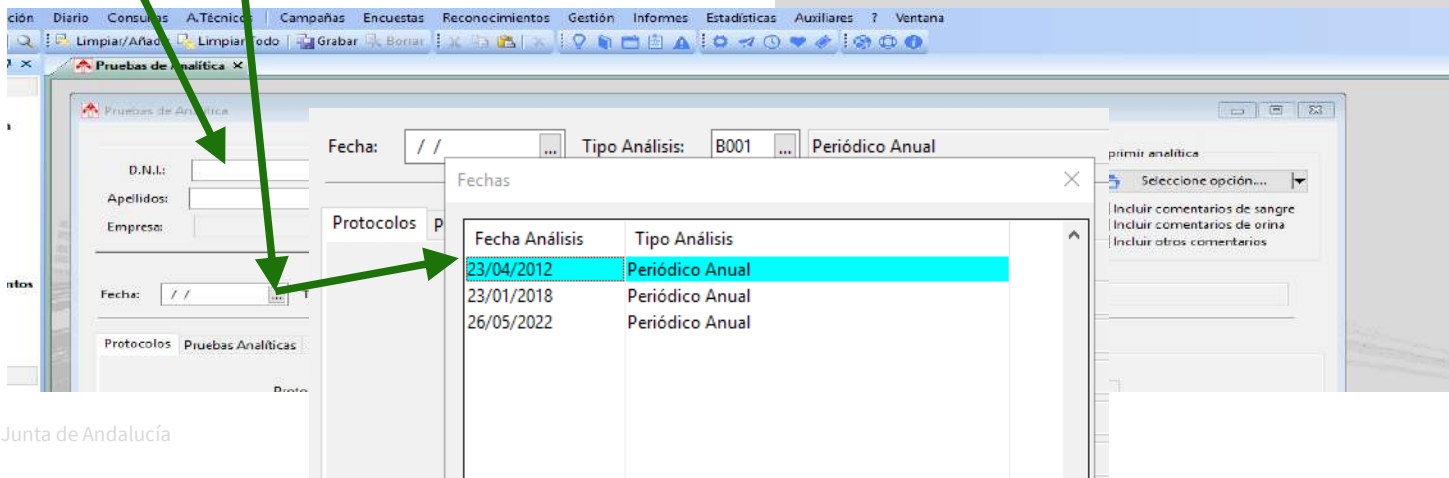 ción Diario Consultas A.Técnicos Campañas Encuestas Reconocimientos Gestión Informes Estadísticas Auxiliares ? Ventana
Limpiar/Añadir Limpiar Todo Grabar Borrar
Pruebas de Analítica ×
Pruebas de Analítica
Fecha: / / ... Tipo Análisis: B001 ... Periódico Anual
primir analítica
D.N.I.:
Fechas
Seleccione opción....
Apellidos:
Incluir comentarios de sangre
Protocolos P
Incluir comentarios de orina
Empresa:
Incluir otros comentarios
Fecha Análisis Tipo Análisis
23/04/2012 Periódico Anual
ntos
Fecha: / / ... T
23/01/2018 Periódico Anual
26/05/2022 Periódico Anual
Protocolos Pruebas Analíticas
Junta de Andalucía